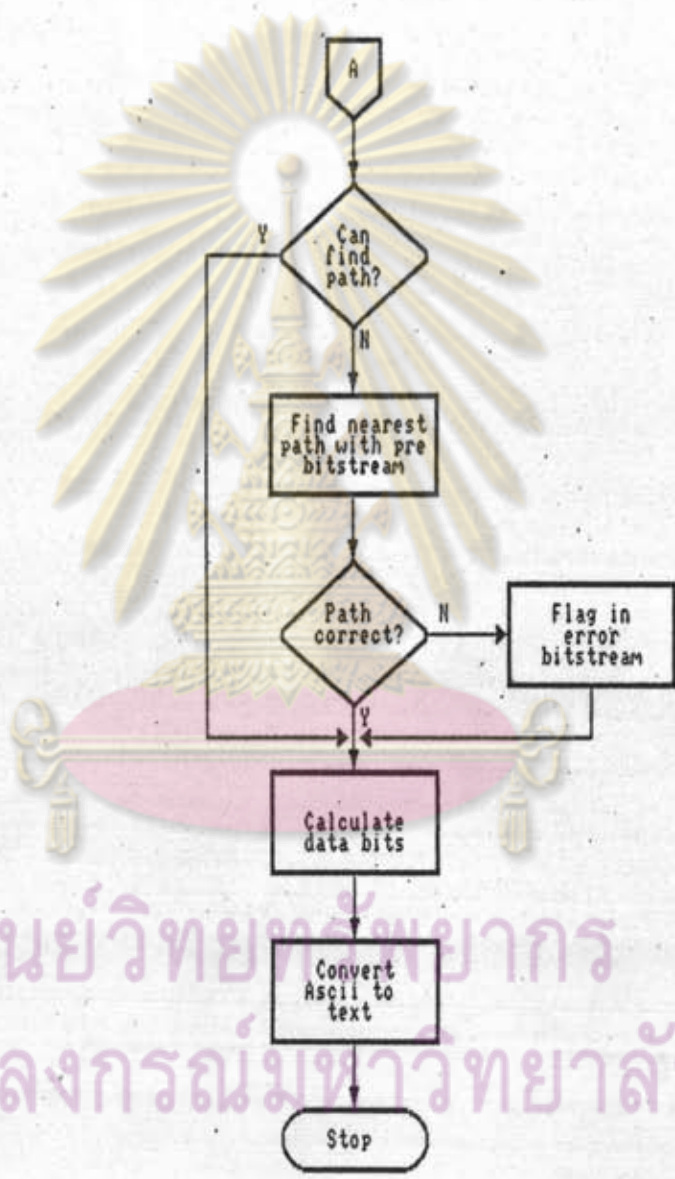 A
Can
find
path?
Y
N
Find nearest
path with pre
bitstream
Path
correct?
N
Flag in
error
bitstream
Y
Calculate
data bits
Convert
Ascii to
text
Stop
นย์วิทยทรัพยากร
ลงกรณ์มหาวิทยาลั